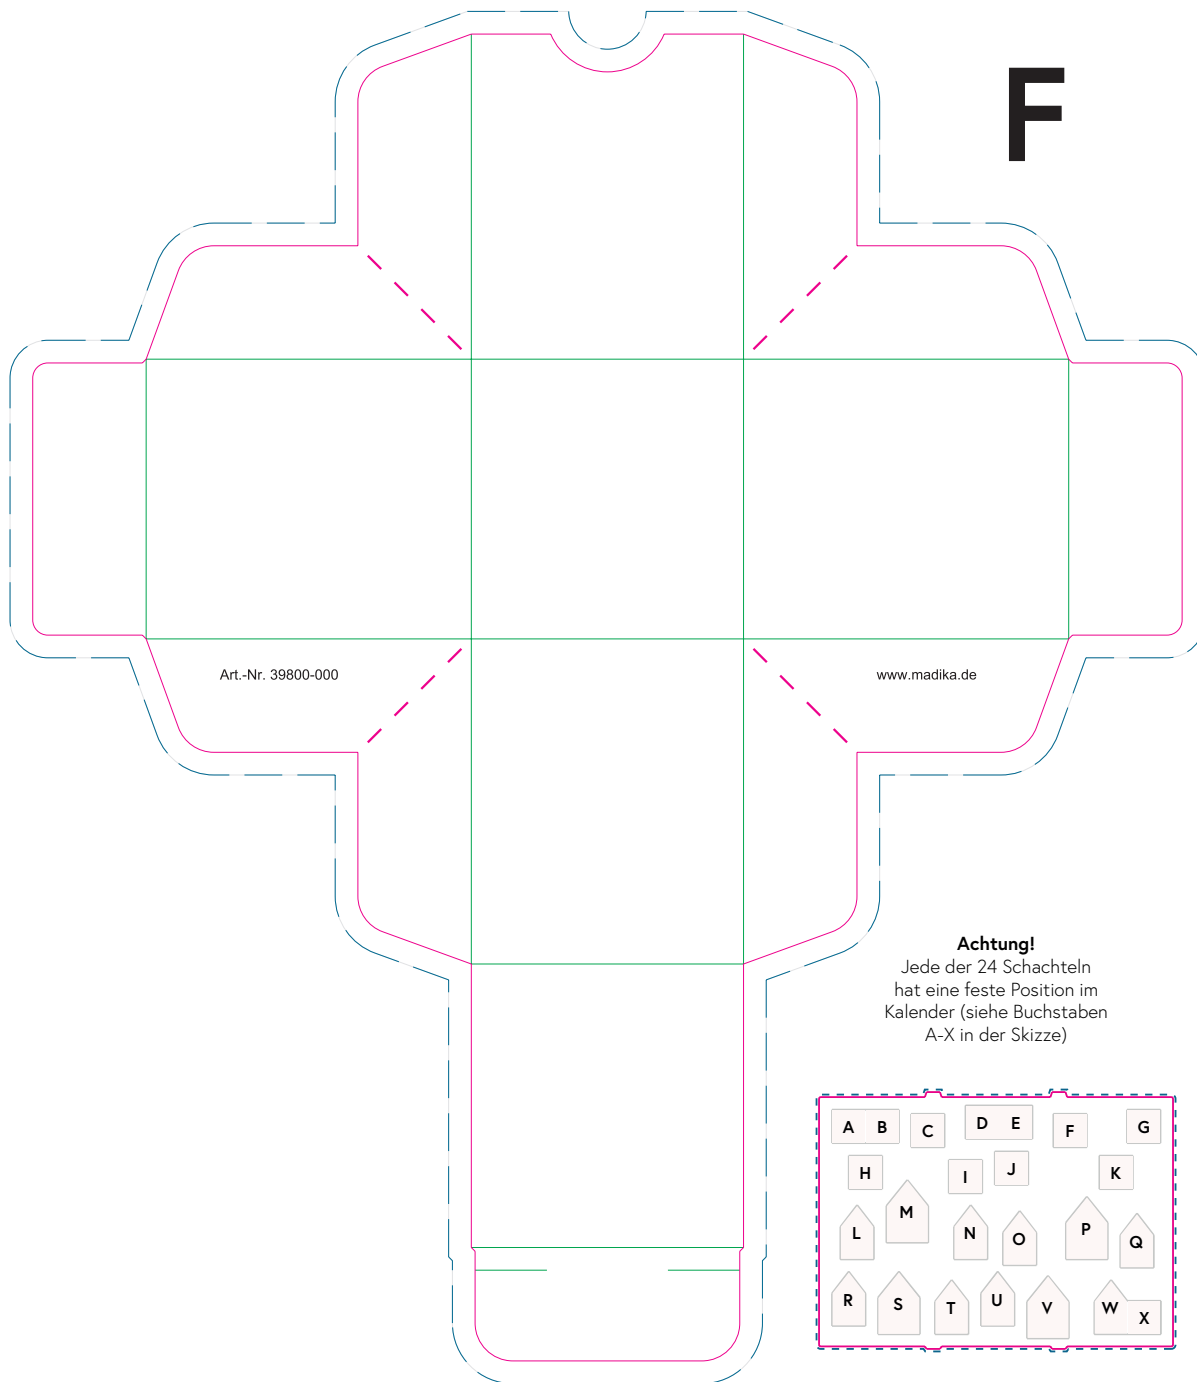 F
Art.-Nr. 39800-000
www.madika.de
Achtung!
Jede der 24 Schachteln
hat eine feste Position im
Kalender (siehe Buchstaben
A-X in der Skizze)
A B C D E F G
H I J K
L M N O P Q
R S T U V W X